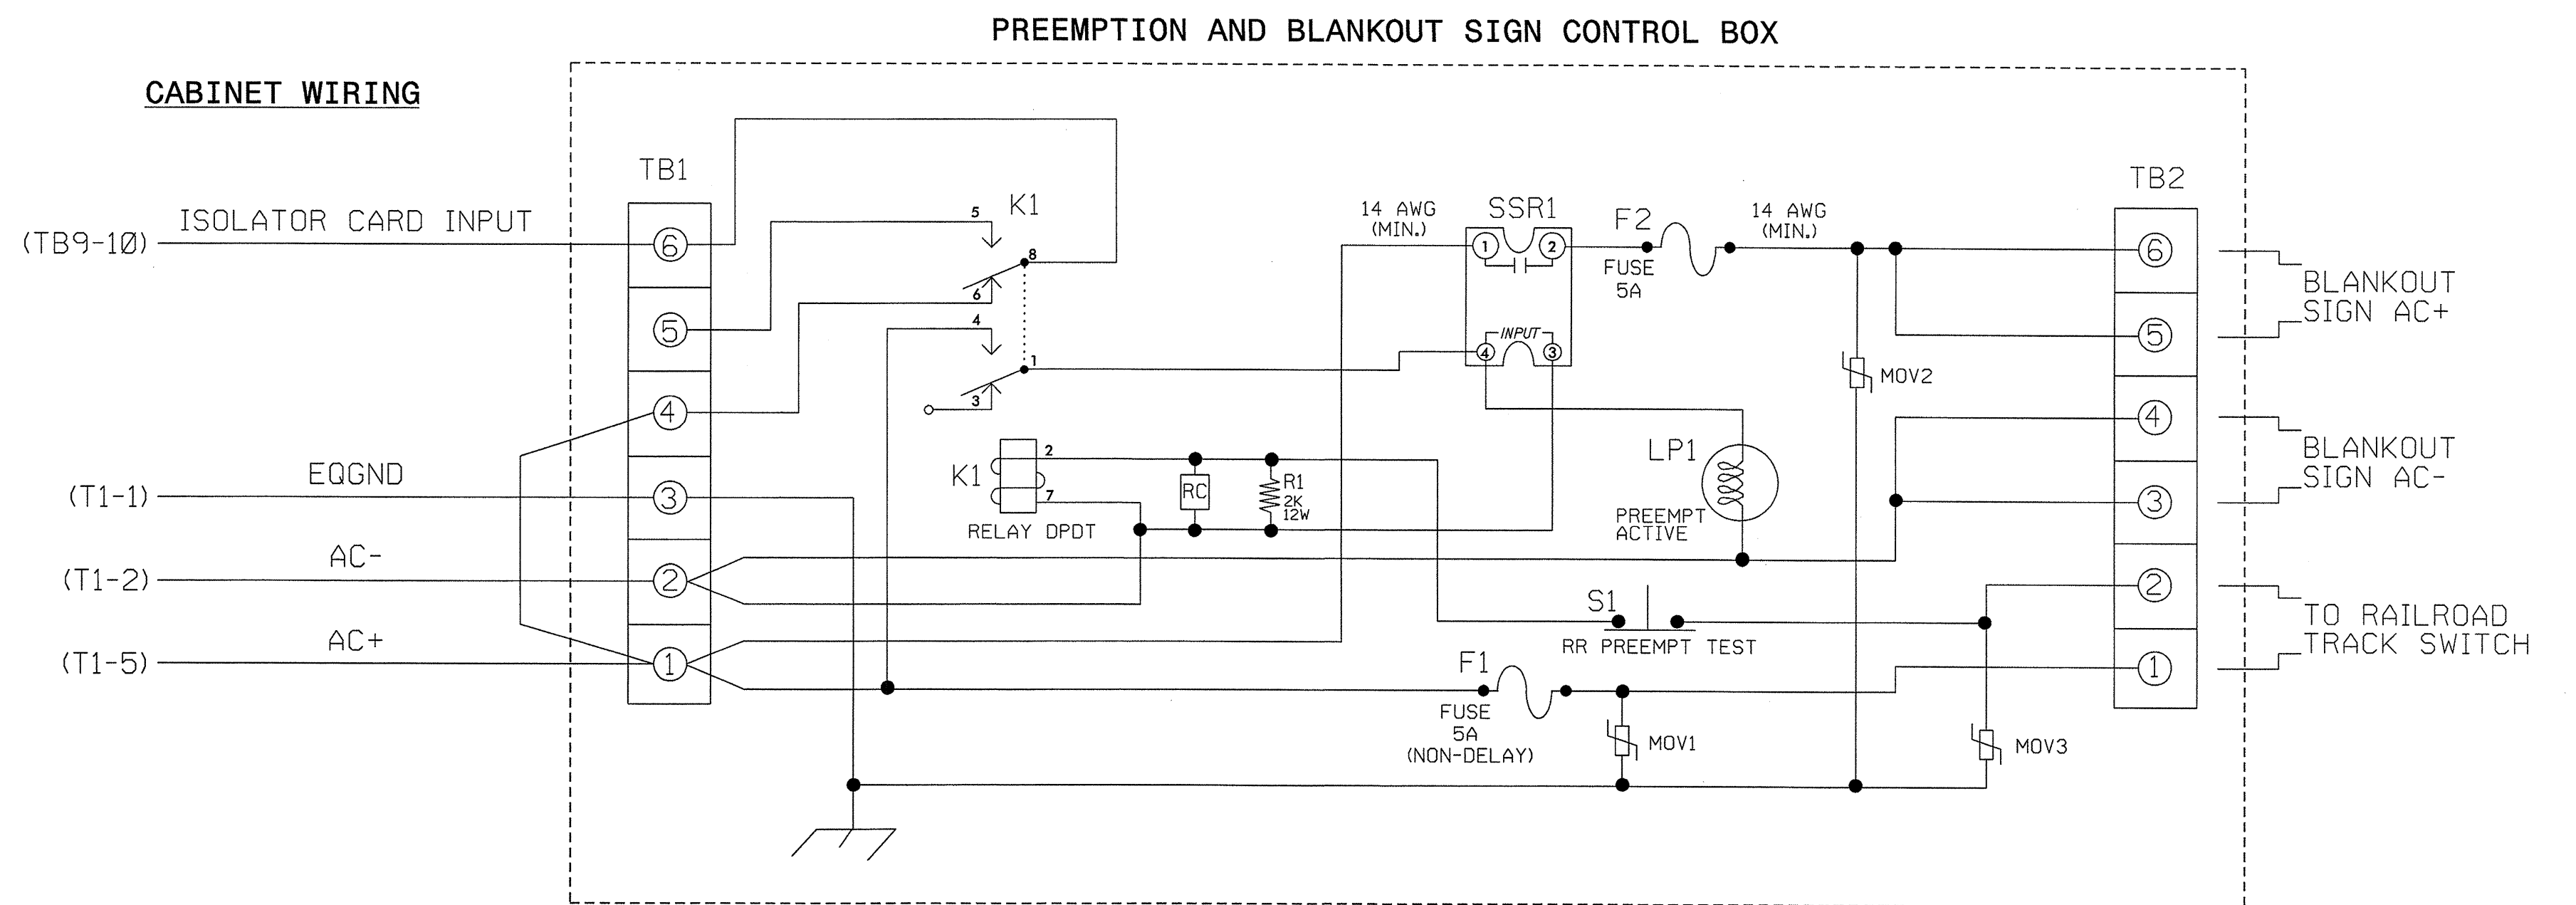 PREEMPTION AND BLANKOUT SIGN CONTROL BOX
CABINET WIRING
TB1
TB2
(TB9-10)
ISOLATOR CARD INPUT
(T1-1)
EQGND
(T1-2)
AC-
(T1-5)
AC+
6
5
4
3
2
1
K1
5
8
6
4
1
3
K1
2
7
RELAY DPDT
RC
R1
2K
12W
14 AWG
(MIN.)
SSR1
1
2
INPUT
4
3
F2
FUSE
5A
14 AWG
(MIN.)
MOV2
LP1
PREEMPT
ACTIVE
S1
RR PREEMPT TEST
F1
FUSE
5A
(NON-DELAY)
MOV1
MOV3
6
5
4
3
2
1
BLANKOUT
SIGN AC+
BLANKOUT
SIGN AC-
TO RAILROAD
TRACK SWITCH